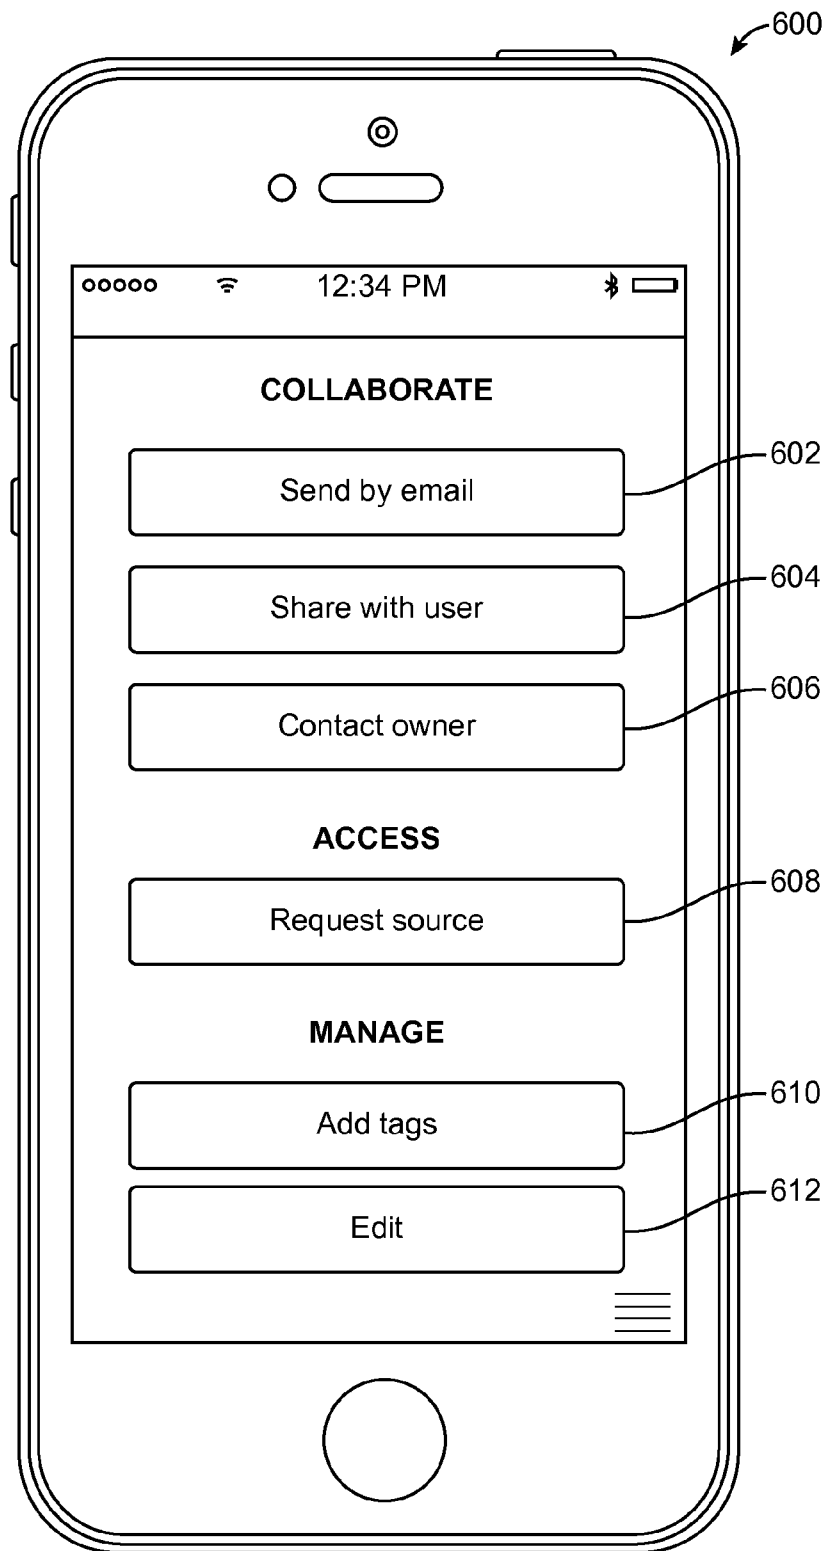 600
12:34 PM
COLLABORATE
602
Send by email
604
Share with user
606
Contact owner
ACCESS
608
Request source
MANAGE
610
Add tags
612
Edit